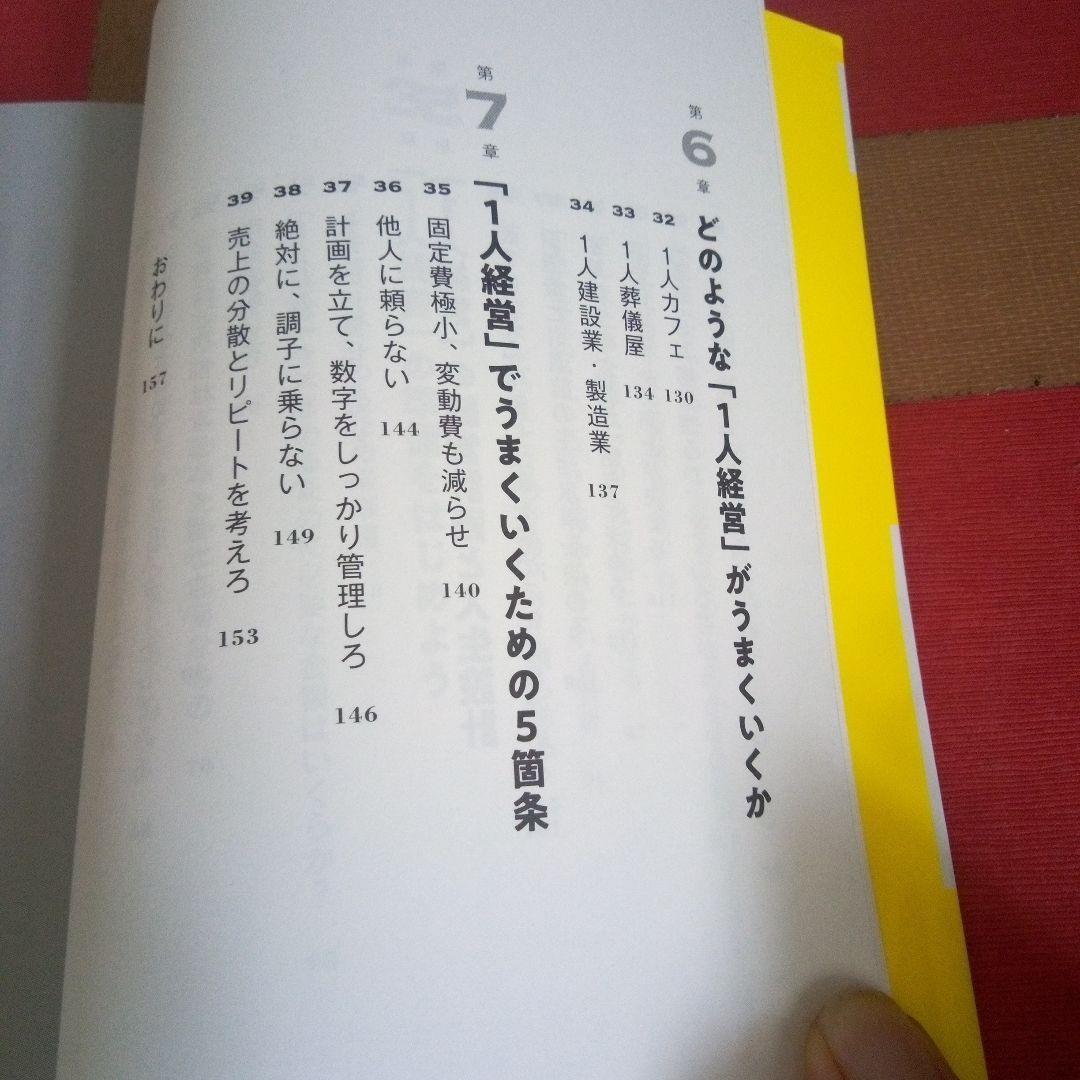 第6章 どのような「1人経営」がうまくいくか
32 1人カフェ 130
33 1人葬儀屋 134
34 1人建設業・製造業 137
第7章 「1人経営」でうまくいくための5箇条
35 固定費極小、変動費も減らせ 140
36 他人に頼らない 144
37 計画を立て、数字をしっかり管理しろ 146
38 絶対に、調子に乗らない 149
39 売上の分散とリピートを考えろ 153
おわりに 157